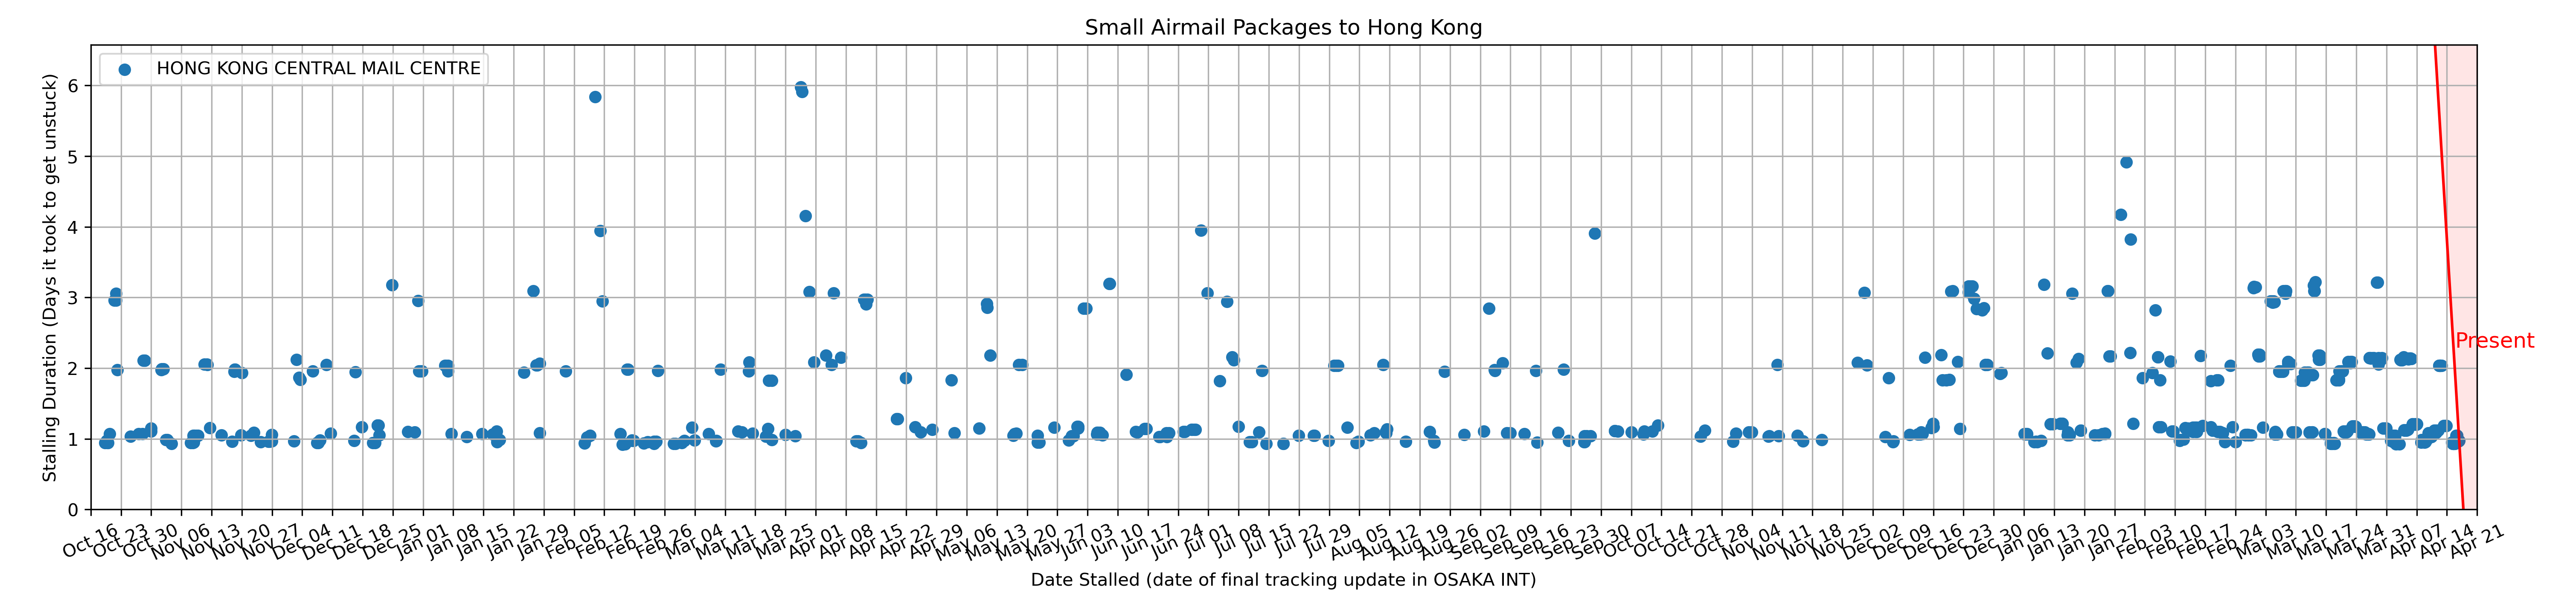 Small Airmail Packages to Hong Kong
HONG KONG CENTRAL MAIL CENTRE
Days it took to get unstuck
Stalling Duration (Days it took to get unstuck)
6
5
4
3
2
1
0
Present
Oct 16 Oct 23 Oct 30 Nov 06 Nov 13 Nov 20 Nov 27 Dec 04 Dec 11 Dec 18 Dec 25 Jan 01 Jan 08 Jan 15 Jan 22 Jan 29 Feb 05 Feb 12 Feb 19 Feb 26 Mar 04 Mar 11 Mar 18 Mar 25 Apr 01 Apr 08 Apr 15 Apr 22 Apr 29 May 06 May 13 May 20 May 27 Jun 03 Jun 10 Jun 17 Jun 24 Jul 01 Jul 08 Jul 15 Jul 22 Jul 29 Aug 05 Aug 12 Aug 19 Aug 26 Sep 02 Sep 09 Sep 16 Sep 23 Sep 30 Oct 07 Oct 14 Oct 21 Oct 28 Nov 04 Nov 11 Nov 18 Nov 25 Dec 02 Dec 09 Dec 16 Dec 23 Dec 30 Jan 06 Jan 13 Jan 20 Jan 27 Feb 03 Feb 10 Feb 17 Feb 24 Mar 03 Mar 10 Mar 17 Mar 24 Mar 31 Apr 07 Apr 14 Apr 21
Date Stalled (date of final tracking update in OSAKA INT)